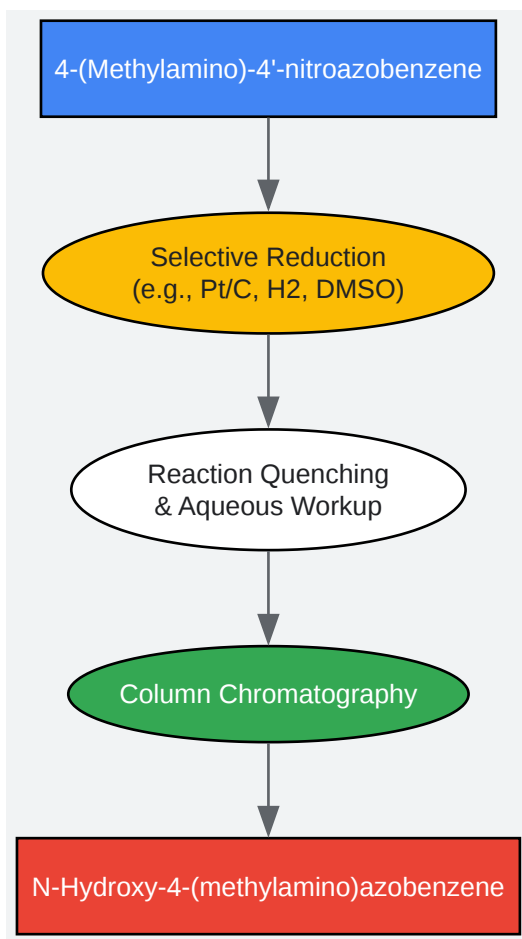 4-(Methylamino)-4'-nitroazobenzene
Selective Reduction
(e.g., Pt/C, H2, DMSO)
Reaction Quenching
& Aqueous Workup
Column Chromatography
N-Hydroxy-4-(methylamino)azobenzene